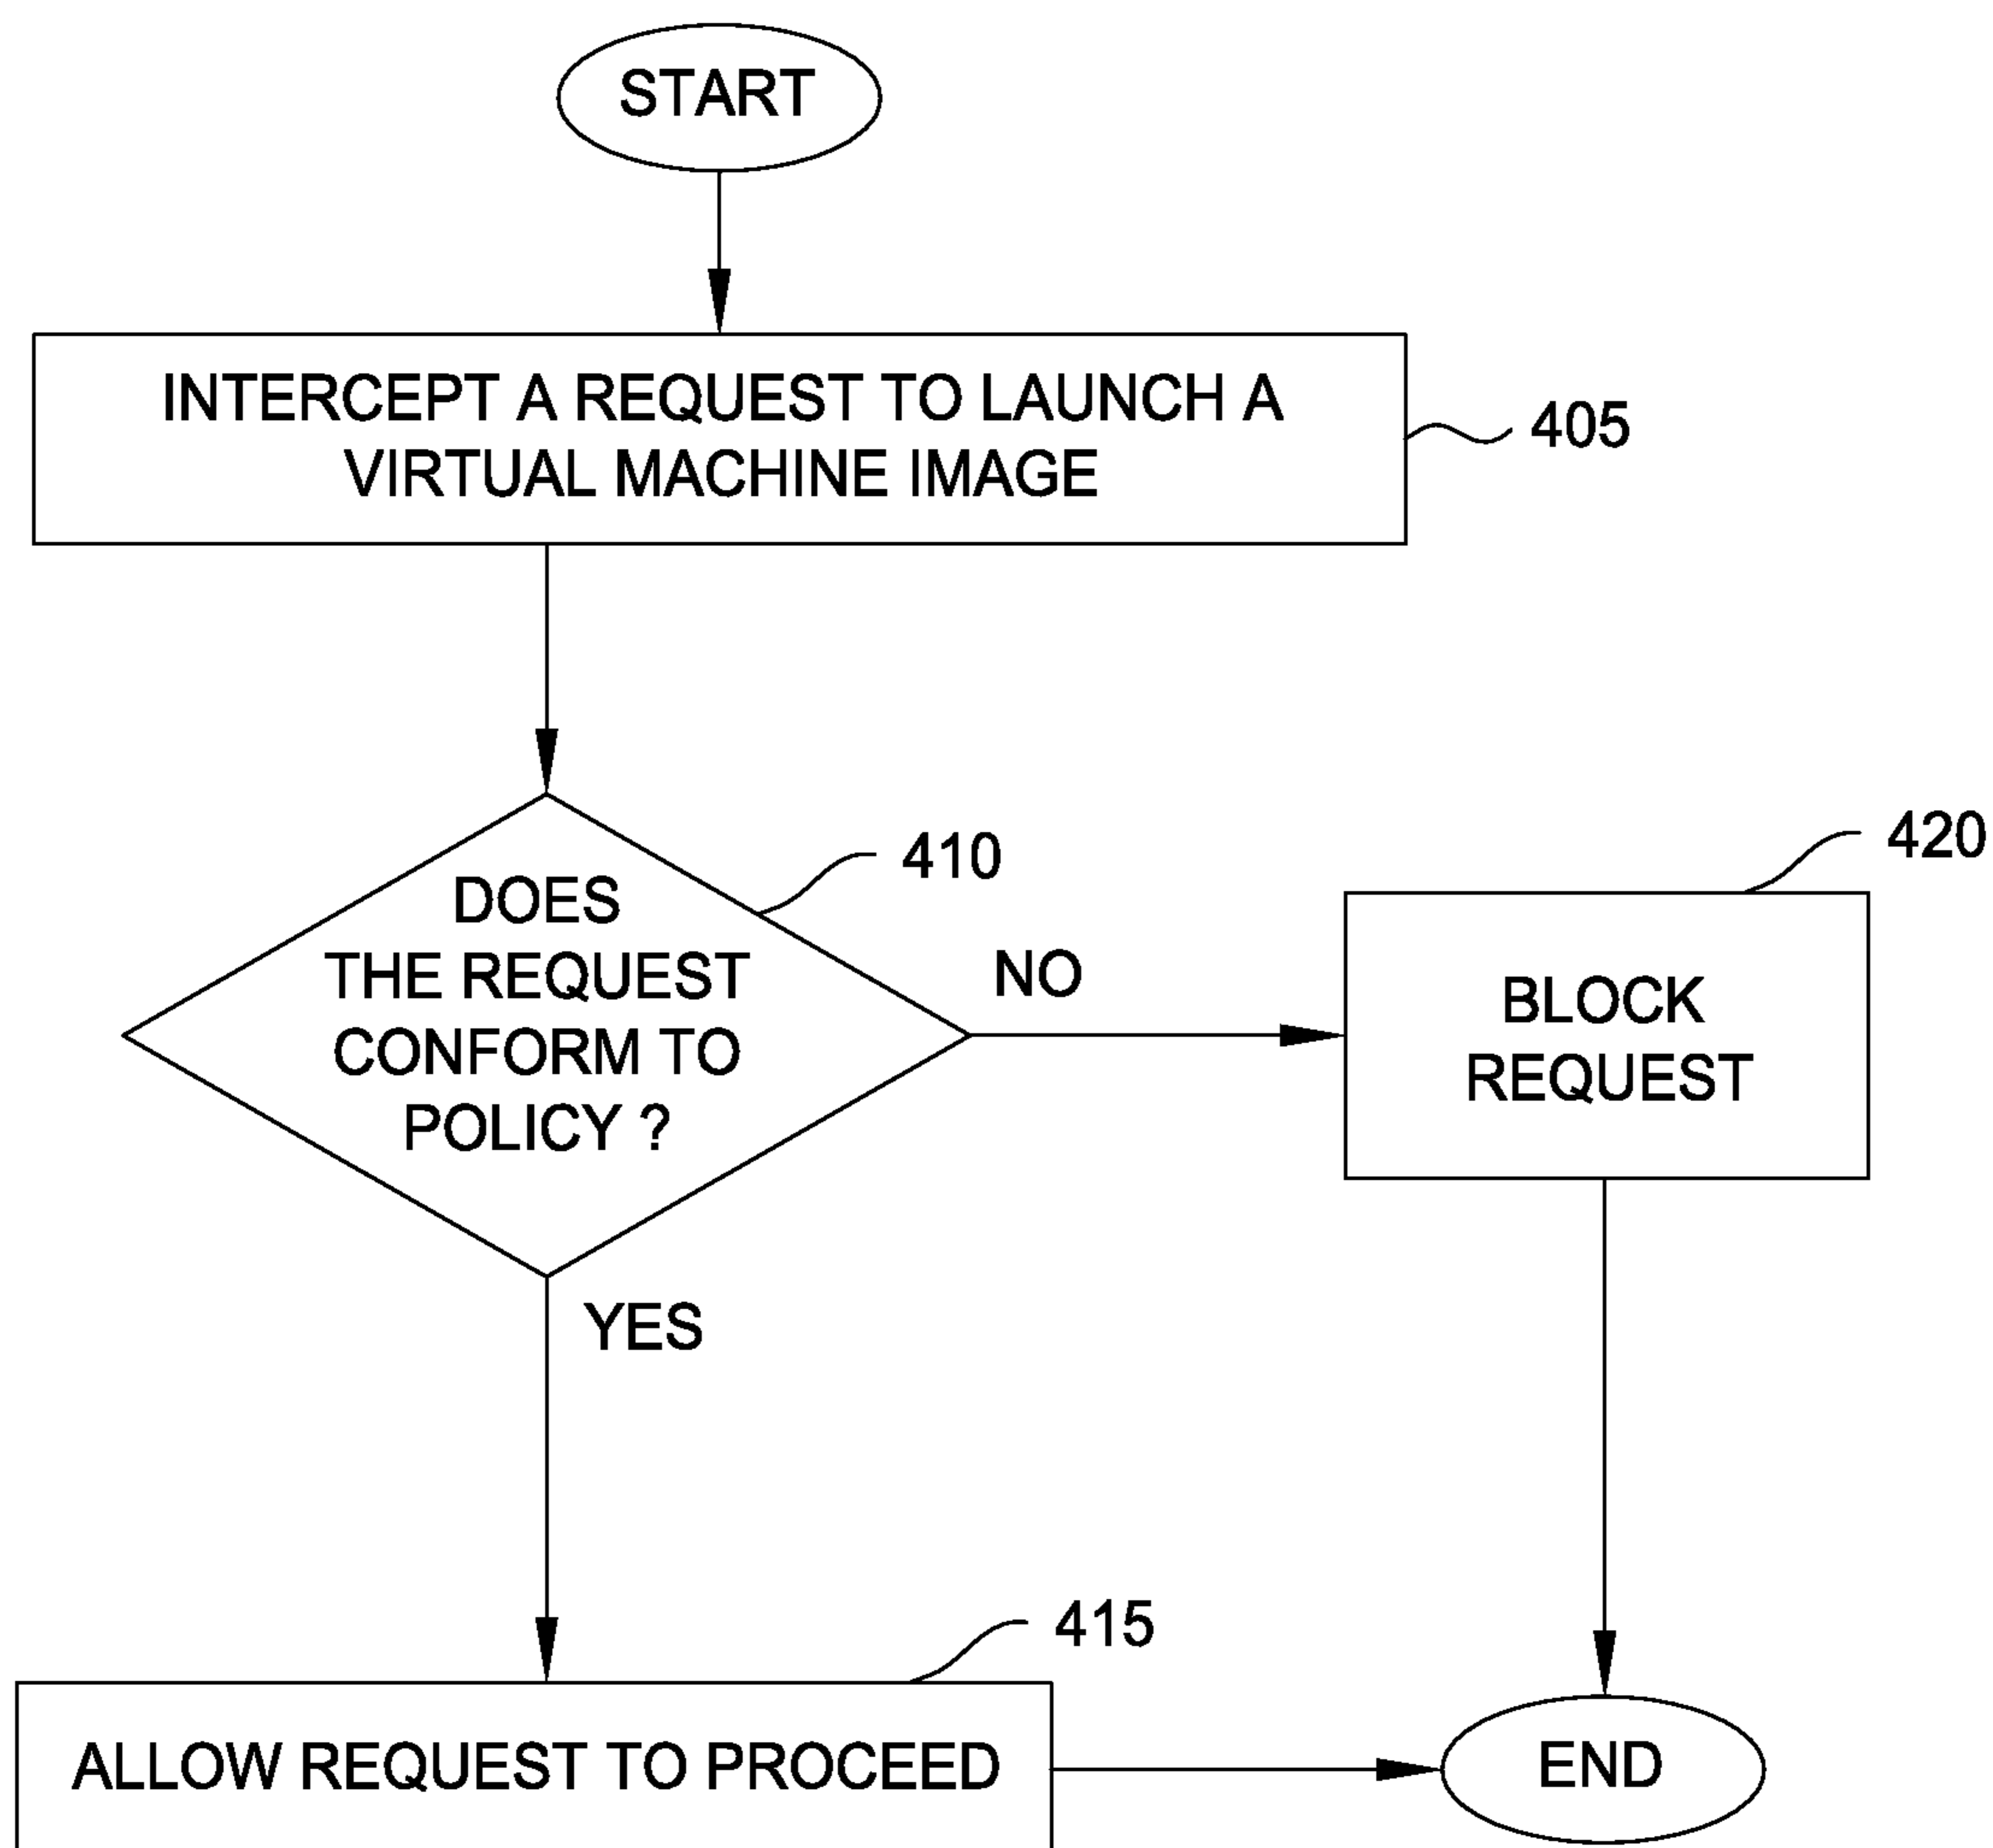 START
INTERCEPT A REQUEST TO LAUNCH A
VIRTUAL MACHINE IMAGE
405
DOES
THE REQUEST
CONFORM TO
POLICY ?
410
NO
420
BLOCK
REQUEST
YES
415
ALLOW REQUEST TO PROCEED
END